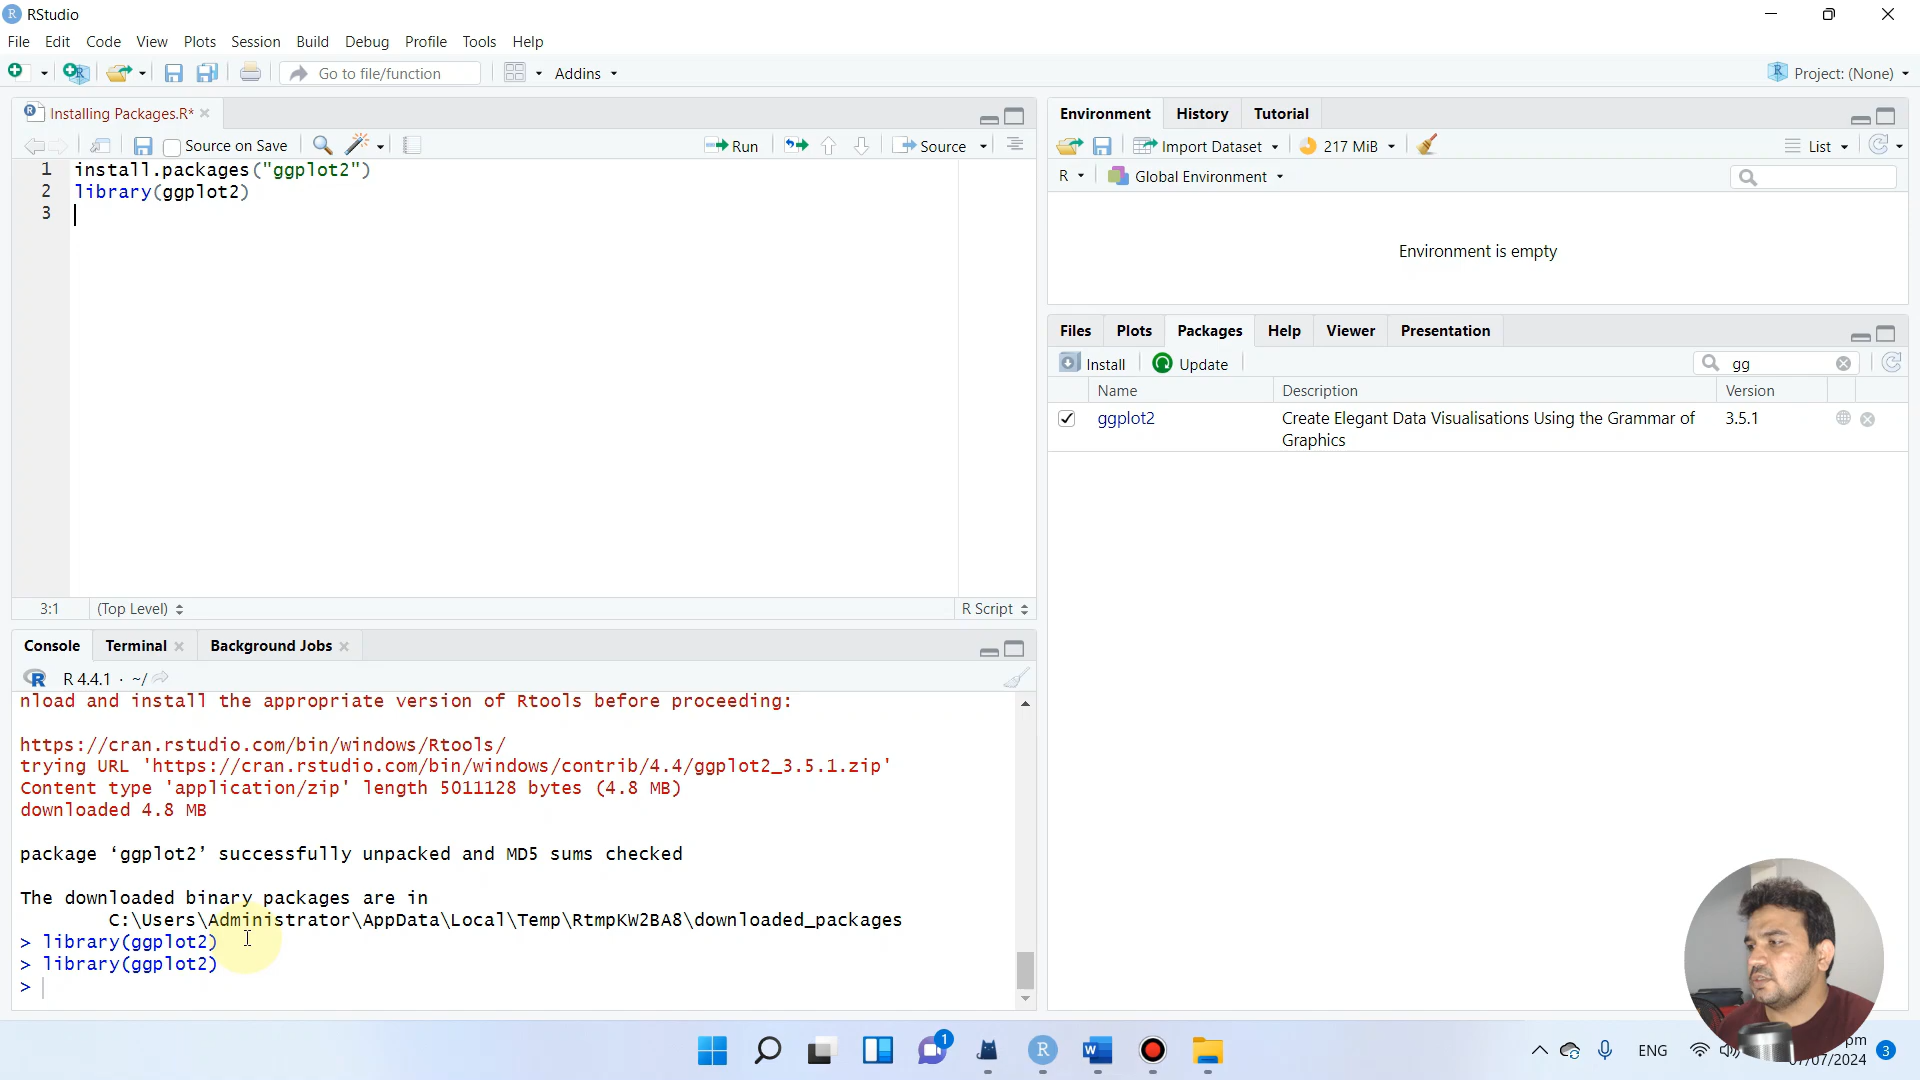 RStudio
File Edit Code View Plots Session Build Debug Profile Tools Help
Go to file/function Addins Project: (None)
Installing Packages.R*
Source on Save Run Source
1 install.packages("ggplot2")
2 library(ggplot2)
3
3:1 (Top Level) R Script
Console Terminal Background Jobs
R 4.4.1 · ~/
nload and install the appropriate version of Rtools before proceeding:
https://cran.rstudio.com/bin/windows/Rtools/
trying URL 'https://cran.rstudio.com/bin/windows/contrib/4.4/ggplot2_3.5.1.zip'
Content type 'application/zip' length 5011128 bytes (4.8 MB)
downloaded 4.8 MB
package ‘ggplot2’ successfully unpacked and MD5 sums checked
The downloaded binary packages are in
C:\Users\Administrator\AppData\Local\Temp\RtmpKW2BA8\downloaded_packages
> library(ggplot2)
> library(ggplot2)
>
Environment History Tutorial
Import Dataset 217 MiB List
R Global Environment
Environment is empty
Files Plots Packages Help Viewer Presentation
Install Update gg
Name Description Version
ggplot2 Create Elegant Data Visualisations Using the Grammar of 3.5.1
Graphics
1
ENG pm
07/07/2024 3